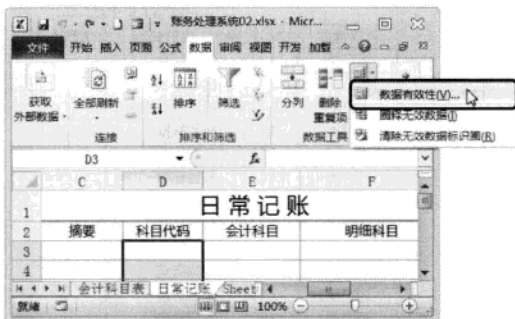 账务处理系统02.xlsx - Micr...
文件 开始 插入 页面 公式 数据 审阅 视图 开发 加载
获取
外部数据
全部刷新
排序
筛选
分列
删除
重复项
数据有效性(V)...
圈释无效数据(I)
清除无效数据标识圈(R)
连接
排序和筛选
数据工具
D3
fx
C D E F
1 日常记账
2 摘要 科目代码 会计科目 明细科目
3
4
会计科目表 日常记账 Sheet
就绪 100%